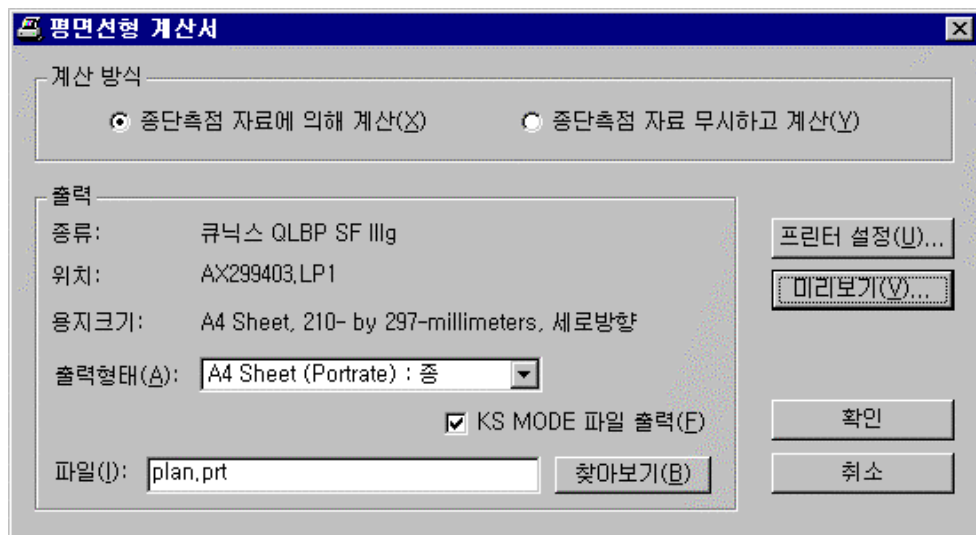 평면선형 계산서
계산 방식
종단측점 자료에 의해 계산(X)
종단측점 자료 무시하고 계산(Y)
출력
종류: 큐닉스 QLBP SF IIIg
위치: AX299403,LP1
용지크기: A4 Sheet, 210- by 297-millimeters, 세로방향
출력형태(A): A4 Sheet (Portrate) : 종
KS MODE 파일 출력(F)
파일(I): plan,prt 찾아보기(B)
프린터 설정(U)...
미리보기(V)...
확인
취소